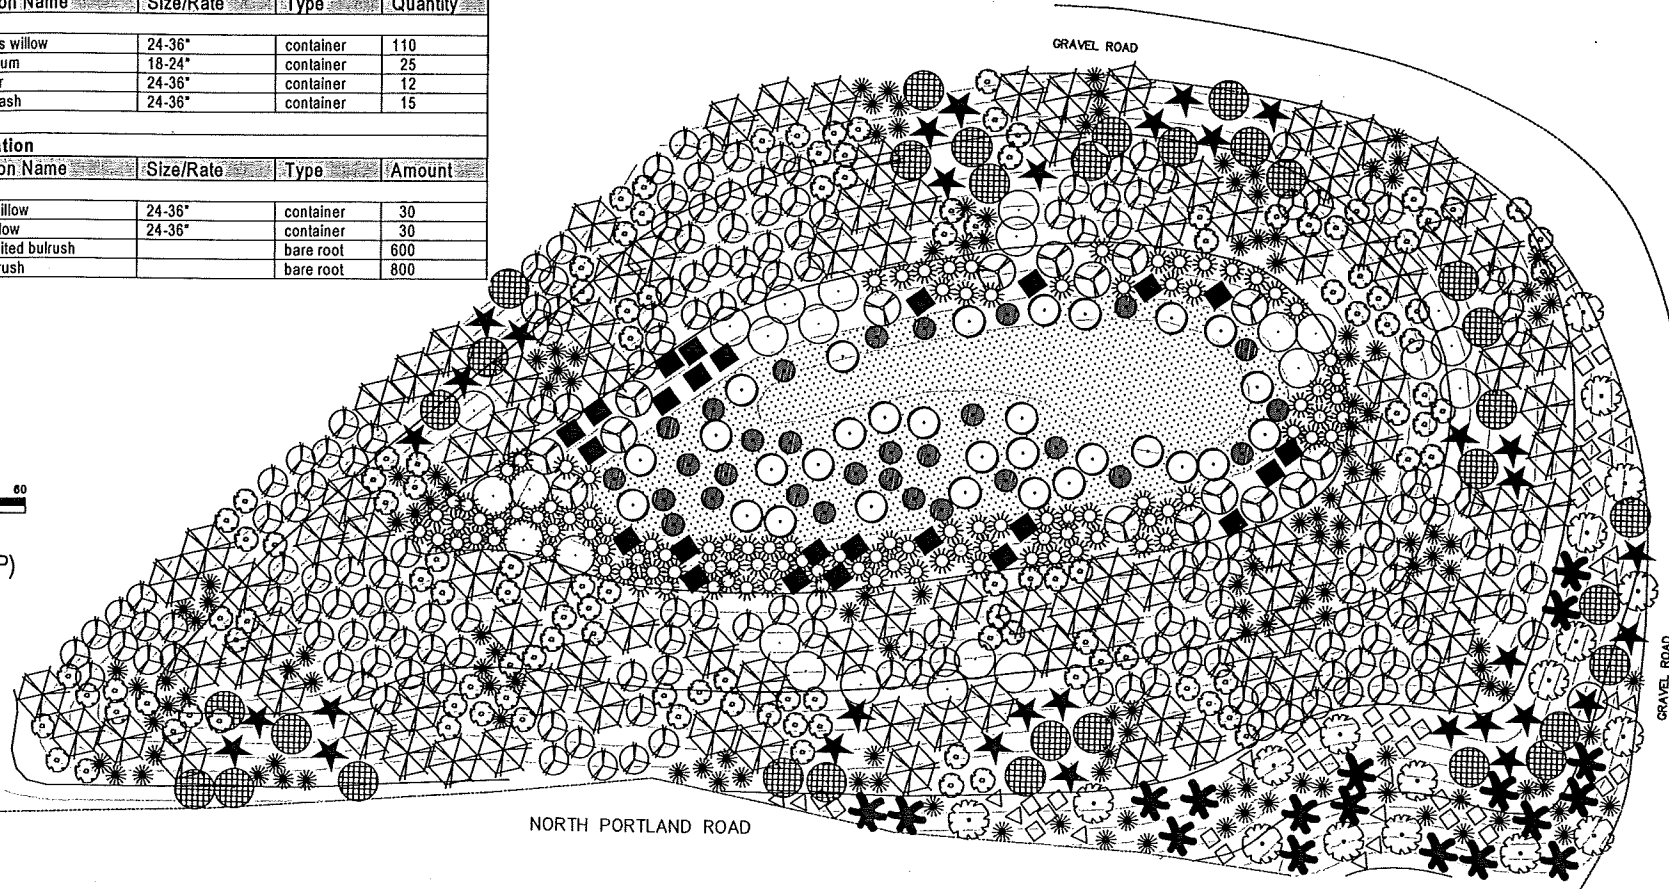 on Name Size/Rate Type Quantity
s willow 24-36" container 110
um 18-24" container 25
r 24-36" container 12
ash 24-36" container 15
ation
on Name Size/Rate Type Amount
illow 24-36" container 30
low 24-36" container 30
ited bulrush bare root 600
rush bare root 800
GRAVEL ROAD
60
P)
GRAVEL ROAD
NORTH PORTLAND ROAD